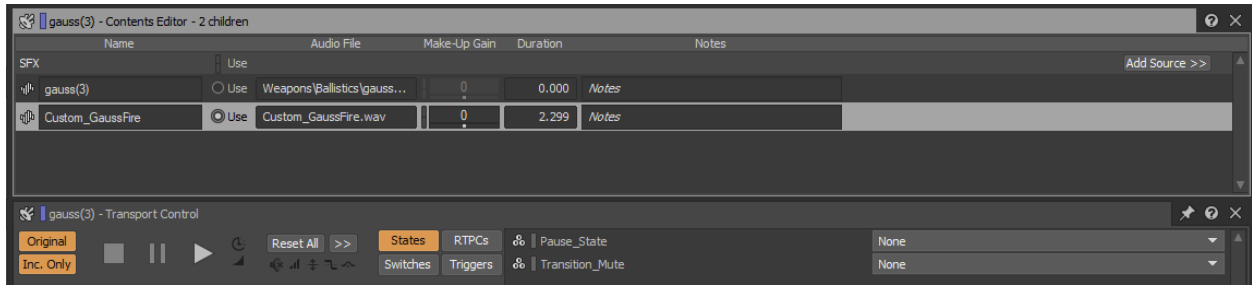 gauss(3) - Contents Editor - 2 children
Name Audio File Make-Up Gain Duration Notes
SFX Use Add Source >>
gauss(3) Use Weapons\Ballistics\gauss... 0 0.000 Notes
Custom_GaussFire Use Custom_GaussFire.wav 0 2.299 Notes
gauss(3) - Transport Control
Original Reset All >> States RTPCs Pause_State None
Inc. Only Switches Triggers Transition_Mute None